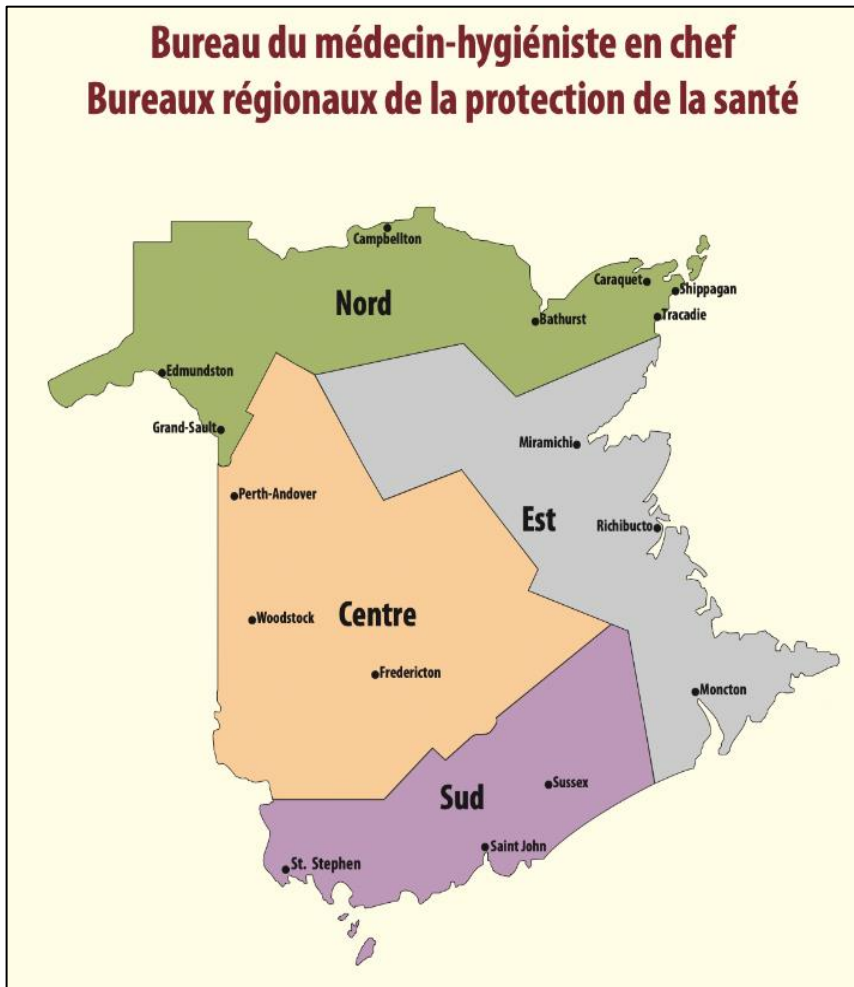 Bureau du médecin-hygiéniste en chef
Bureaux régionaux de la protection de la santé
Campbellton
Caraquet
Shippagan
Nord
Bathurst
Tracadie
Edmundston
Grand-Sault
Miramichi
Perth-Andover
Est
Richibucto
Woodstock
Centre
Fredericton
Moncton
Sud
Sussex
Saint John
St. Stephen